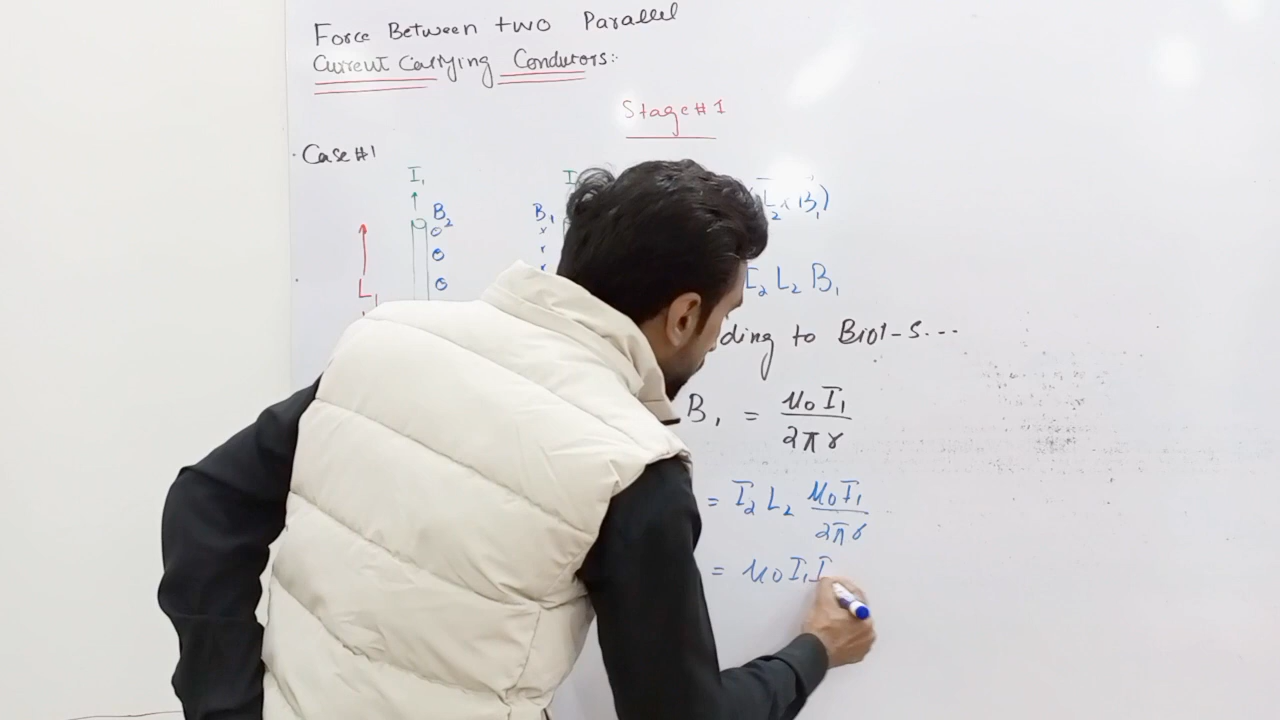 Force Between two Parallel
Current Carrying Condutors:-
Stage#1
Case#1
I₁
B₂
B₁
I
L₁
L₂ × B₁)
I₂ L₂ B₁
ding to Biot-S...
B₁ = μ₀I₁ / 2πr
= I₂ L₂ μ₀I₁ / 2πr
= μ₀I₁I